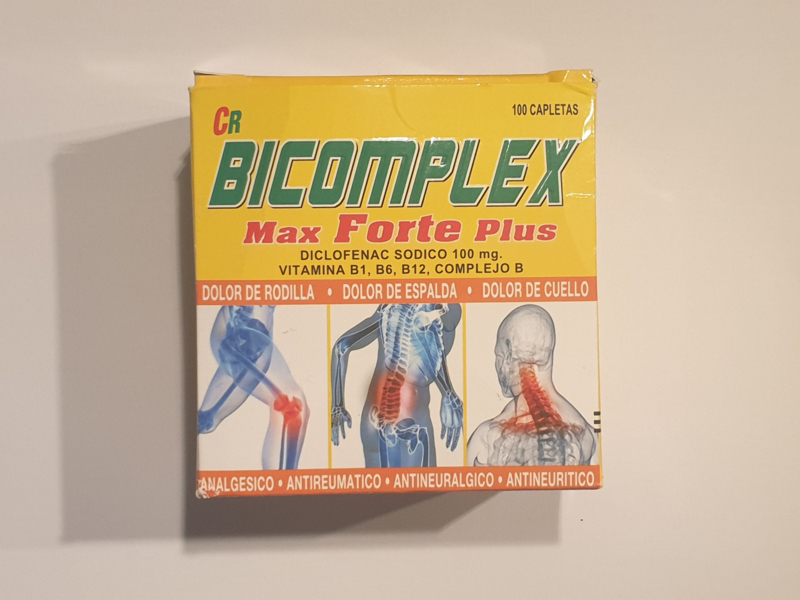 CR
100 CAPLETAS
BICOMPLEX
Max Forte Plus
DICLOFENAC SODICO 100 mg.
VITAMINA B1, B6, B12, COMPLEJO B
DOLOR DE RODILLA • DOLOR DE ESPALDA • DOLOR DE CUELLO
ANALGESICO • ANTIREUMATICO • ANTINEURALGICO • ANTINEURITICO